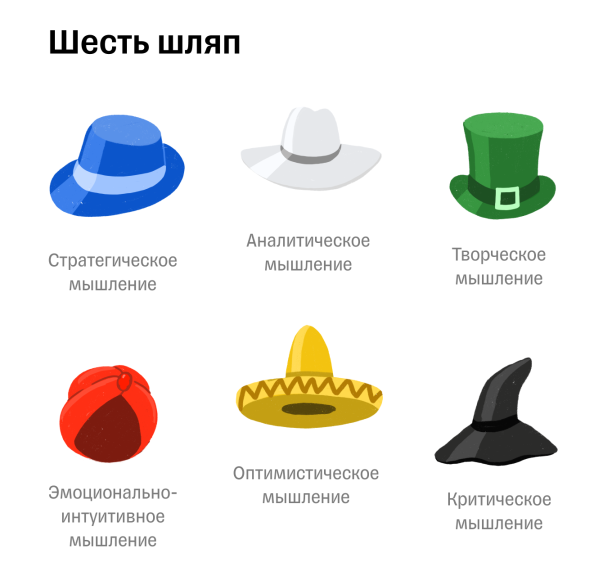 Шесть шляп
Стратегическое
мышление
Аналитическое
мышление
Творческое
мышление
Эмоционально-
интуитивное
мышление
Оптимистическое
мышление
Критическое
мышление